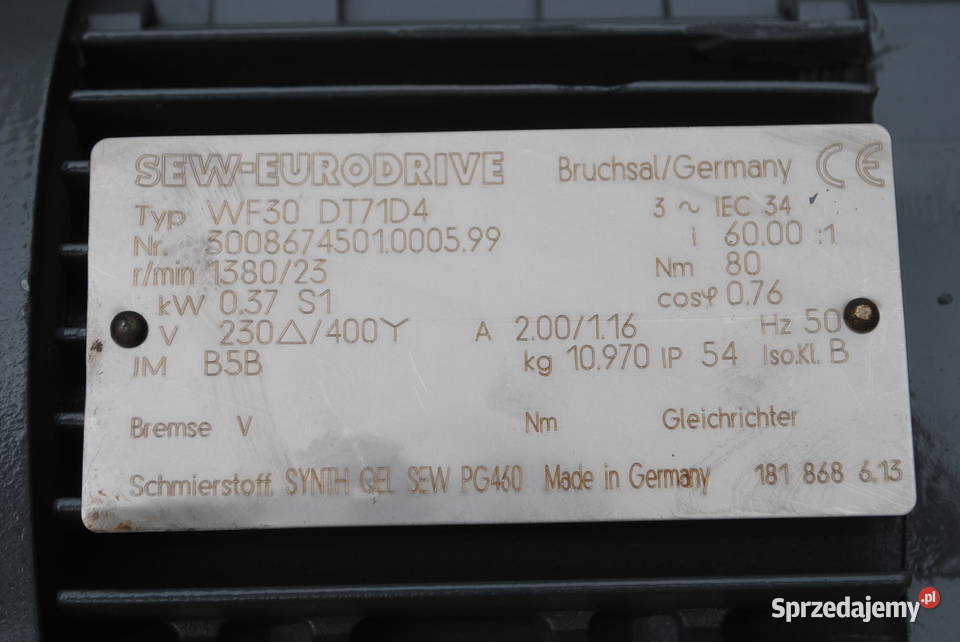 SEW-EURODRIVE Bruchsal/Germany CE
Typ WF30 DT71D4 3 ~ IEC 34
Nr. 3008674501.0005.99 i 60.00 :1
r/min 1380/23 Nm 80
kW 0.37 S1 cosφ 0.76
V 230△/400Y A 2.00/1.16 Hz 50
IM B5B kg 10.970 IP 54 Iso.Kl. B
Bremse V Nm Gleichrichter
Schmierstoff SYNTH OEL SEW PG460 Made in Germany 181 868 6.13
Sprzedajemy.pl